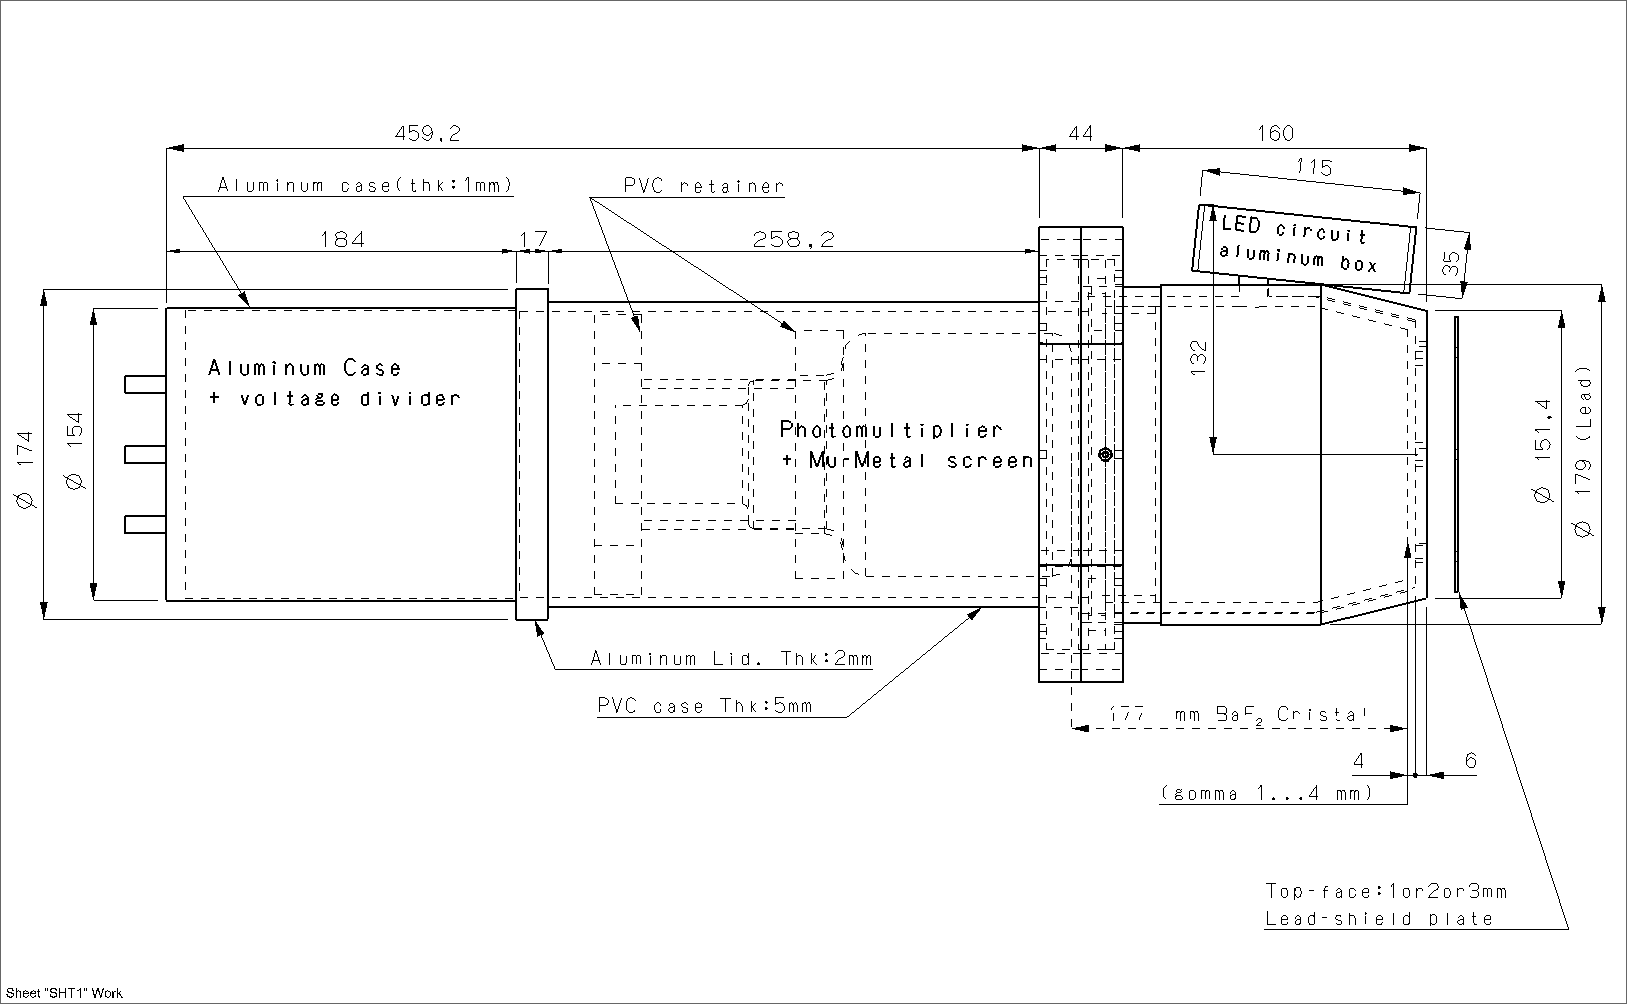 459.2
44
160
115
Aluminum case(thk:1mm)
PVC retainer
184
17
258.2
LED circuit
aluminum box
35
132
Aluminum Case
+ voltage divider
Photomultiplier
+ Mu-Metal screen
Ø 174
Ø 154
Ø 151.4
Ø 179 (Lead)
Aluminum Lid. Thk:2mm
PVC case Thk:5mm
177 mm BaF₂ Cristal
4
6
(gomma 1...4 mm)
Top-face:1or2or3mm
Lead-shield plate
Sheet "SHT1" Work